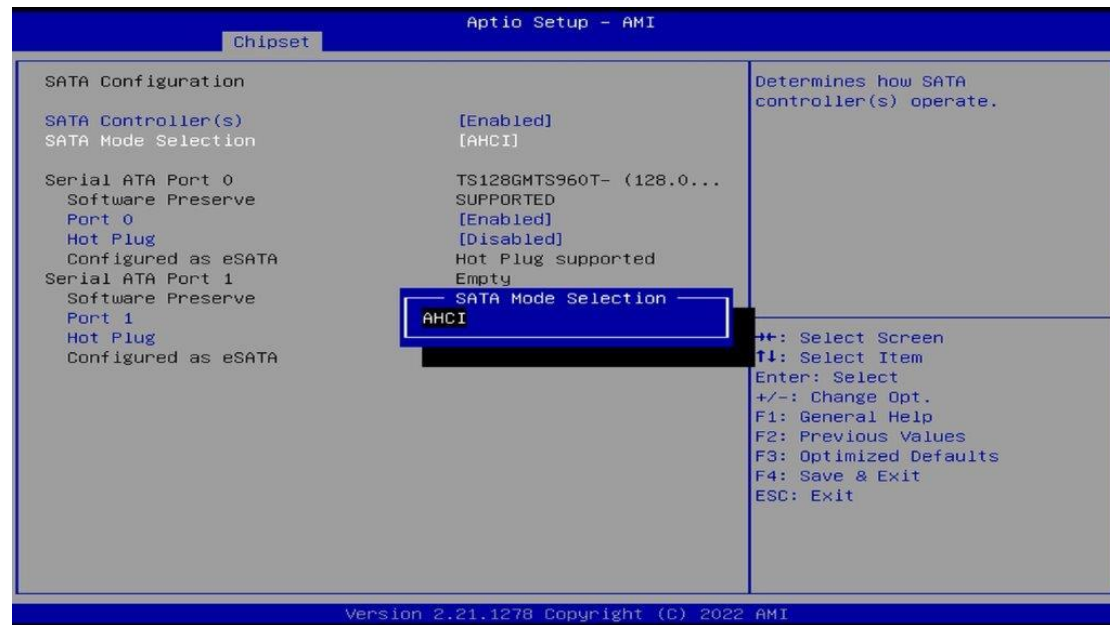 Aptio Setup – AMI
Chipset
SATA Configuration
SATA Controller(s) [Enabled]
SATA Mode Selection [AHCI]
Serial ATA Port 0 TS128GMTS960T- (128.0...
Software Preserve SUPPORTED
Port 0 [Enabled]
Hot Plug [Disabled]
Configured as eSATA Hot Plug supported
Serial ATA Port 1 Empty
Software Preserve
Port 1
Hot Plug
Configured as eSATA
SATA Mode Selection
AHCI
Determines how SATA
controller(s) operate.
→←: Select Screen
↑↓: Select Item
Enter: Select
+/-: Change Opt.
F1: General Help
F2: Previous Values
F3: Optimized Defaults
F4: Save & Exit
ESC: Exit
Version 2.21.1278 Copyright (C) 2022 AMI